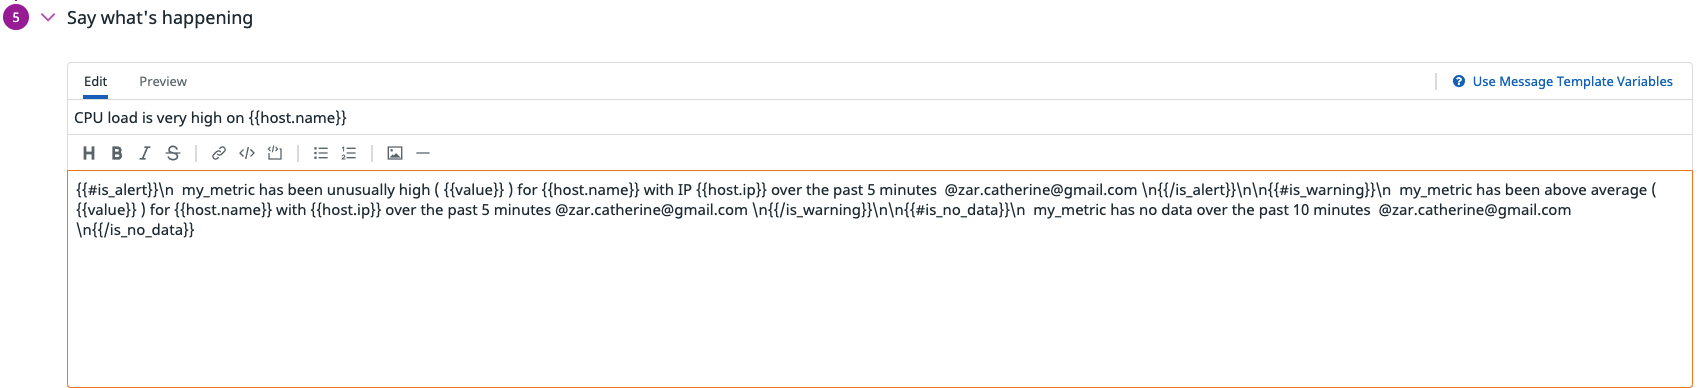 5 Say what's happening
Edit Preview Use Message Template Variables
CPU load is very high on {{host.name}}
{{#is_alert}}\n  my_metric has been unusually high ( {{value}} ) for {{host.name}} with IP {{host.ip}} over the past 5 minutes  @zar.catherine@gmail.com \n{{/is_alert}}\n\n{{#is_warning}}\n  my_metric has been above average (
{{value}} ) for {{host.name}} with {{host.ip}} over the past 5 minutes @zar.catherine@gmail.com \n{{/is_warning}}\n\n{{#is_no_data}}\n  my_metric has no data over the past 10 minutes  @zar.catherine@gmail.com
\n{{/is_no_data}}